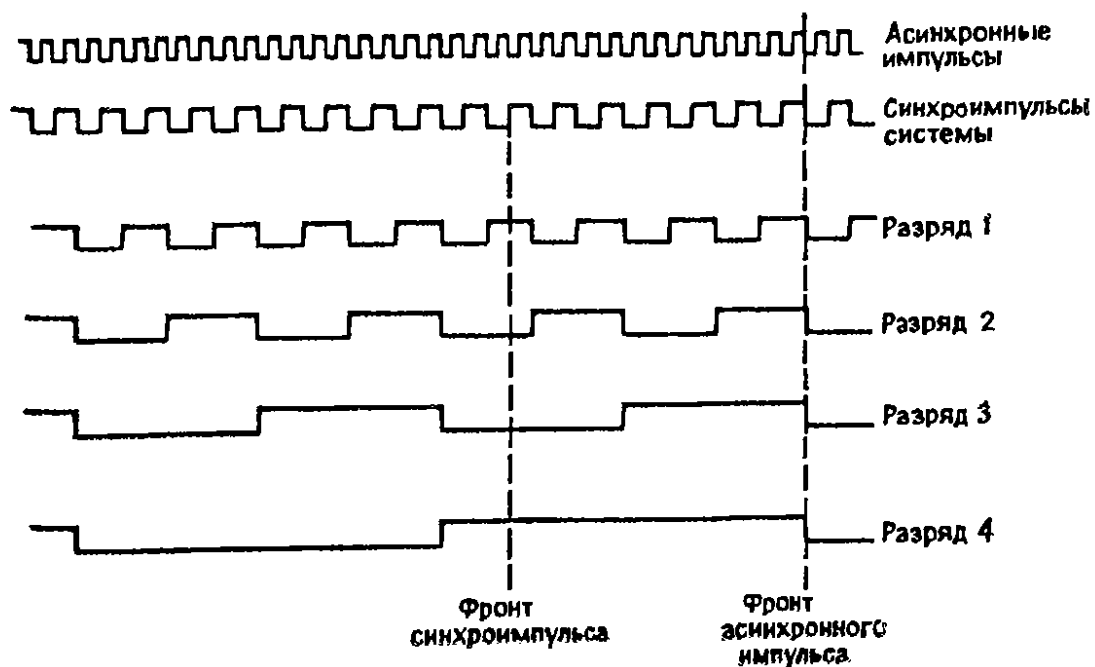 Асинхронные
импульсы
Синхроимпульсы
системы
Разряд 1
Разряд 2
Разряд 3
Разряд 4
Фронт
синхроимпульса
Фронт
асинхронного
импульса